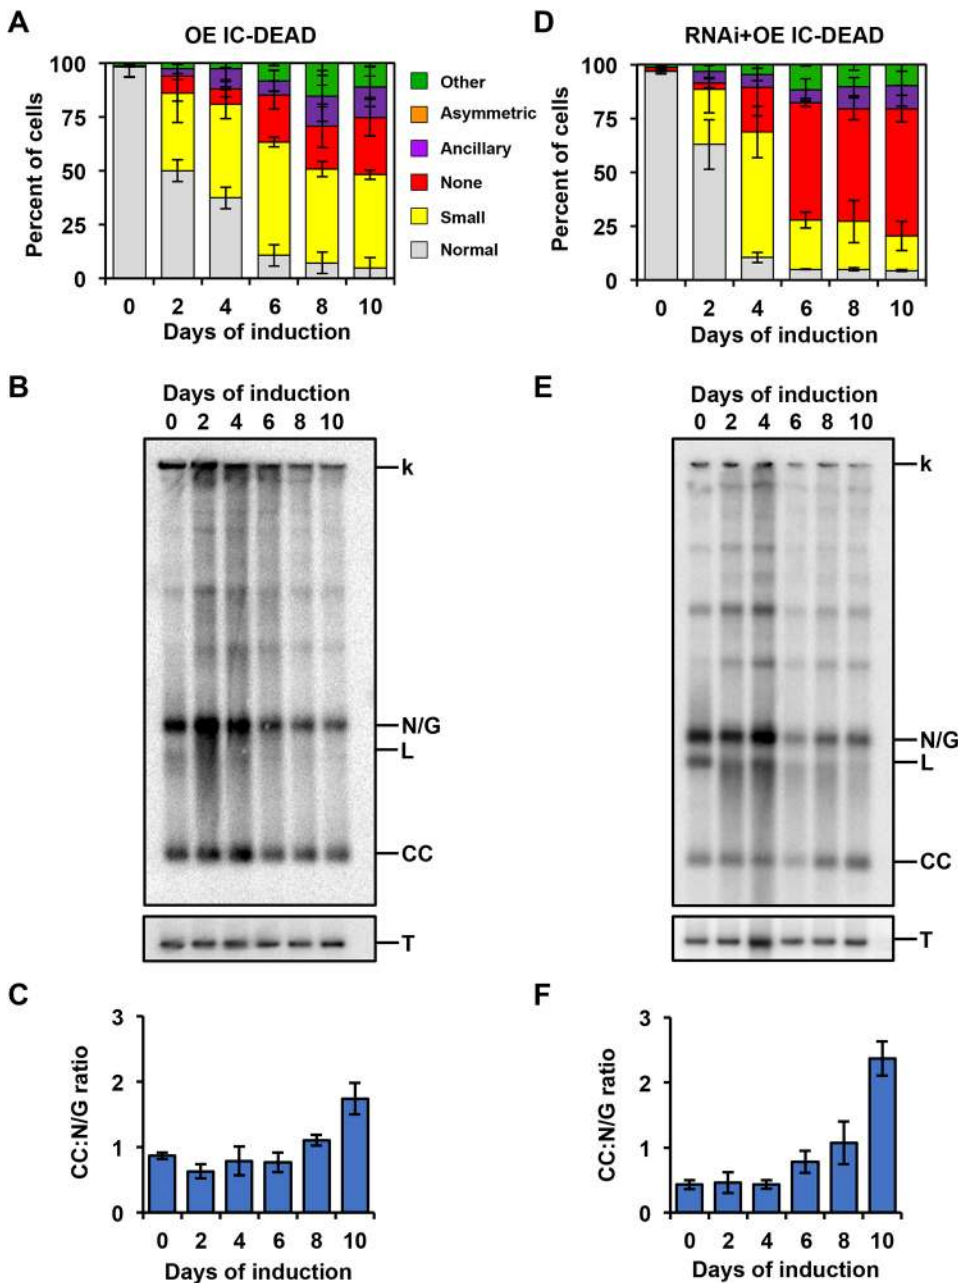 A
OE IC-DEAD
Percent of cells
100
75
50
25
0
0 2 4 6 8 10
Days of induction
Other
Asymmetric
Ancillary
None
Small
Normal
D
RNAi+OE IC-DEAD
Percent of cells
100
75
50
25
0
0 2 4 6 8 10
Days of induction
B
Days of induction
0 2 4 6 8 10
k
N/G
L
CC
T
E
Days of induction
0 2 4 6 8 10
k
N/G
L
CC
T
C
CC:N/G ratio
3
2
1
0
0 2 4 6 8 10
Days of induction
F
CC:N/G ratio
3
2
1
0
0 2 4 6 8 10
Days of induction